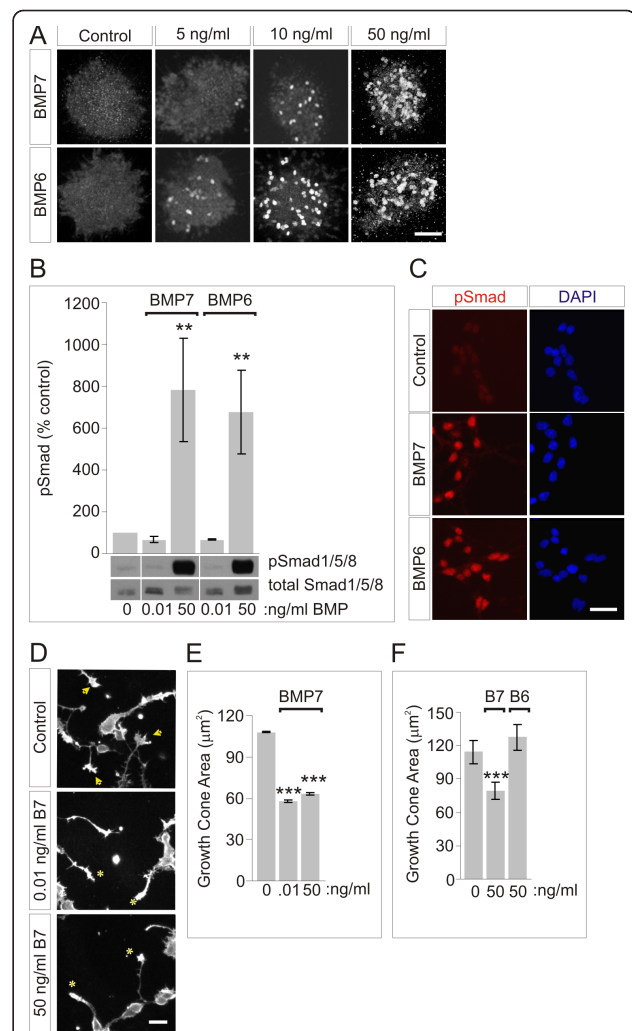 A
Control 5 ng/ml 10 ng/ml 50 ng/ml
BMP7
BMP6
B
BMP7 BMP6
pSmad (% control)
1200
1000
800
600
400
200
0
** **
pSmad1/5/8
total Smad1/5/8
0 0.01 50 0.01 50 :ng/ml BMP
C
pSmad DAPI
Control
BMP7
BMP6
D
Control
0.01 ng/ml B7
50 ng/ml B7
* *
* *
E
BMP7
Growth Cone Area (µm²)
120
90
60
30
0
*** ***
0 .01 50 :ng/ml
F
B7 B6
Growth Cone Area (µm²)
150
120
90
60
30
0
***
0 50 50 :ng/ml